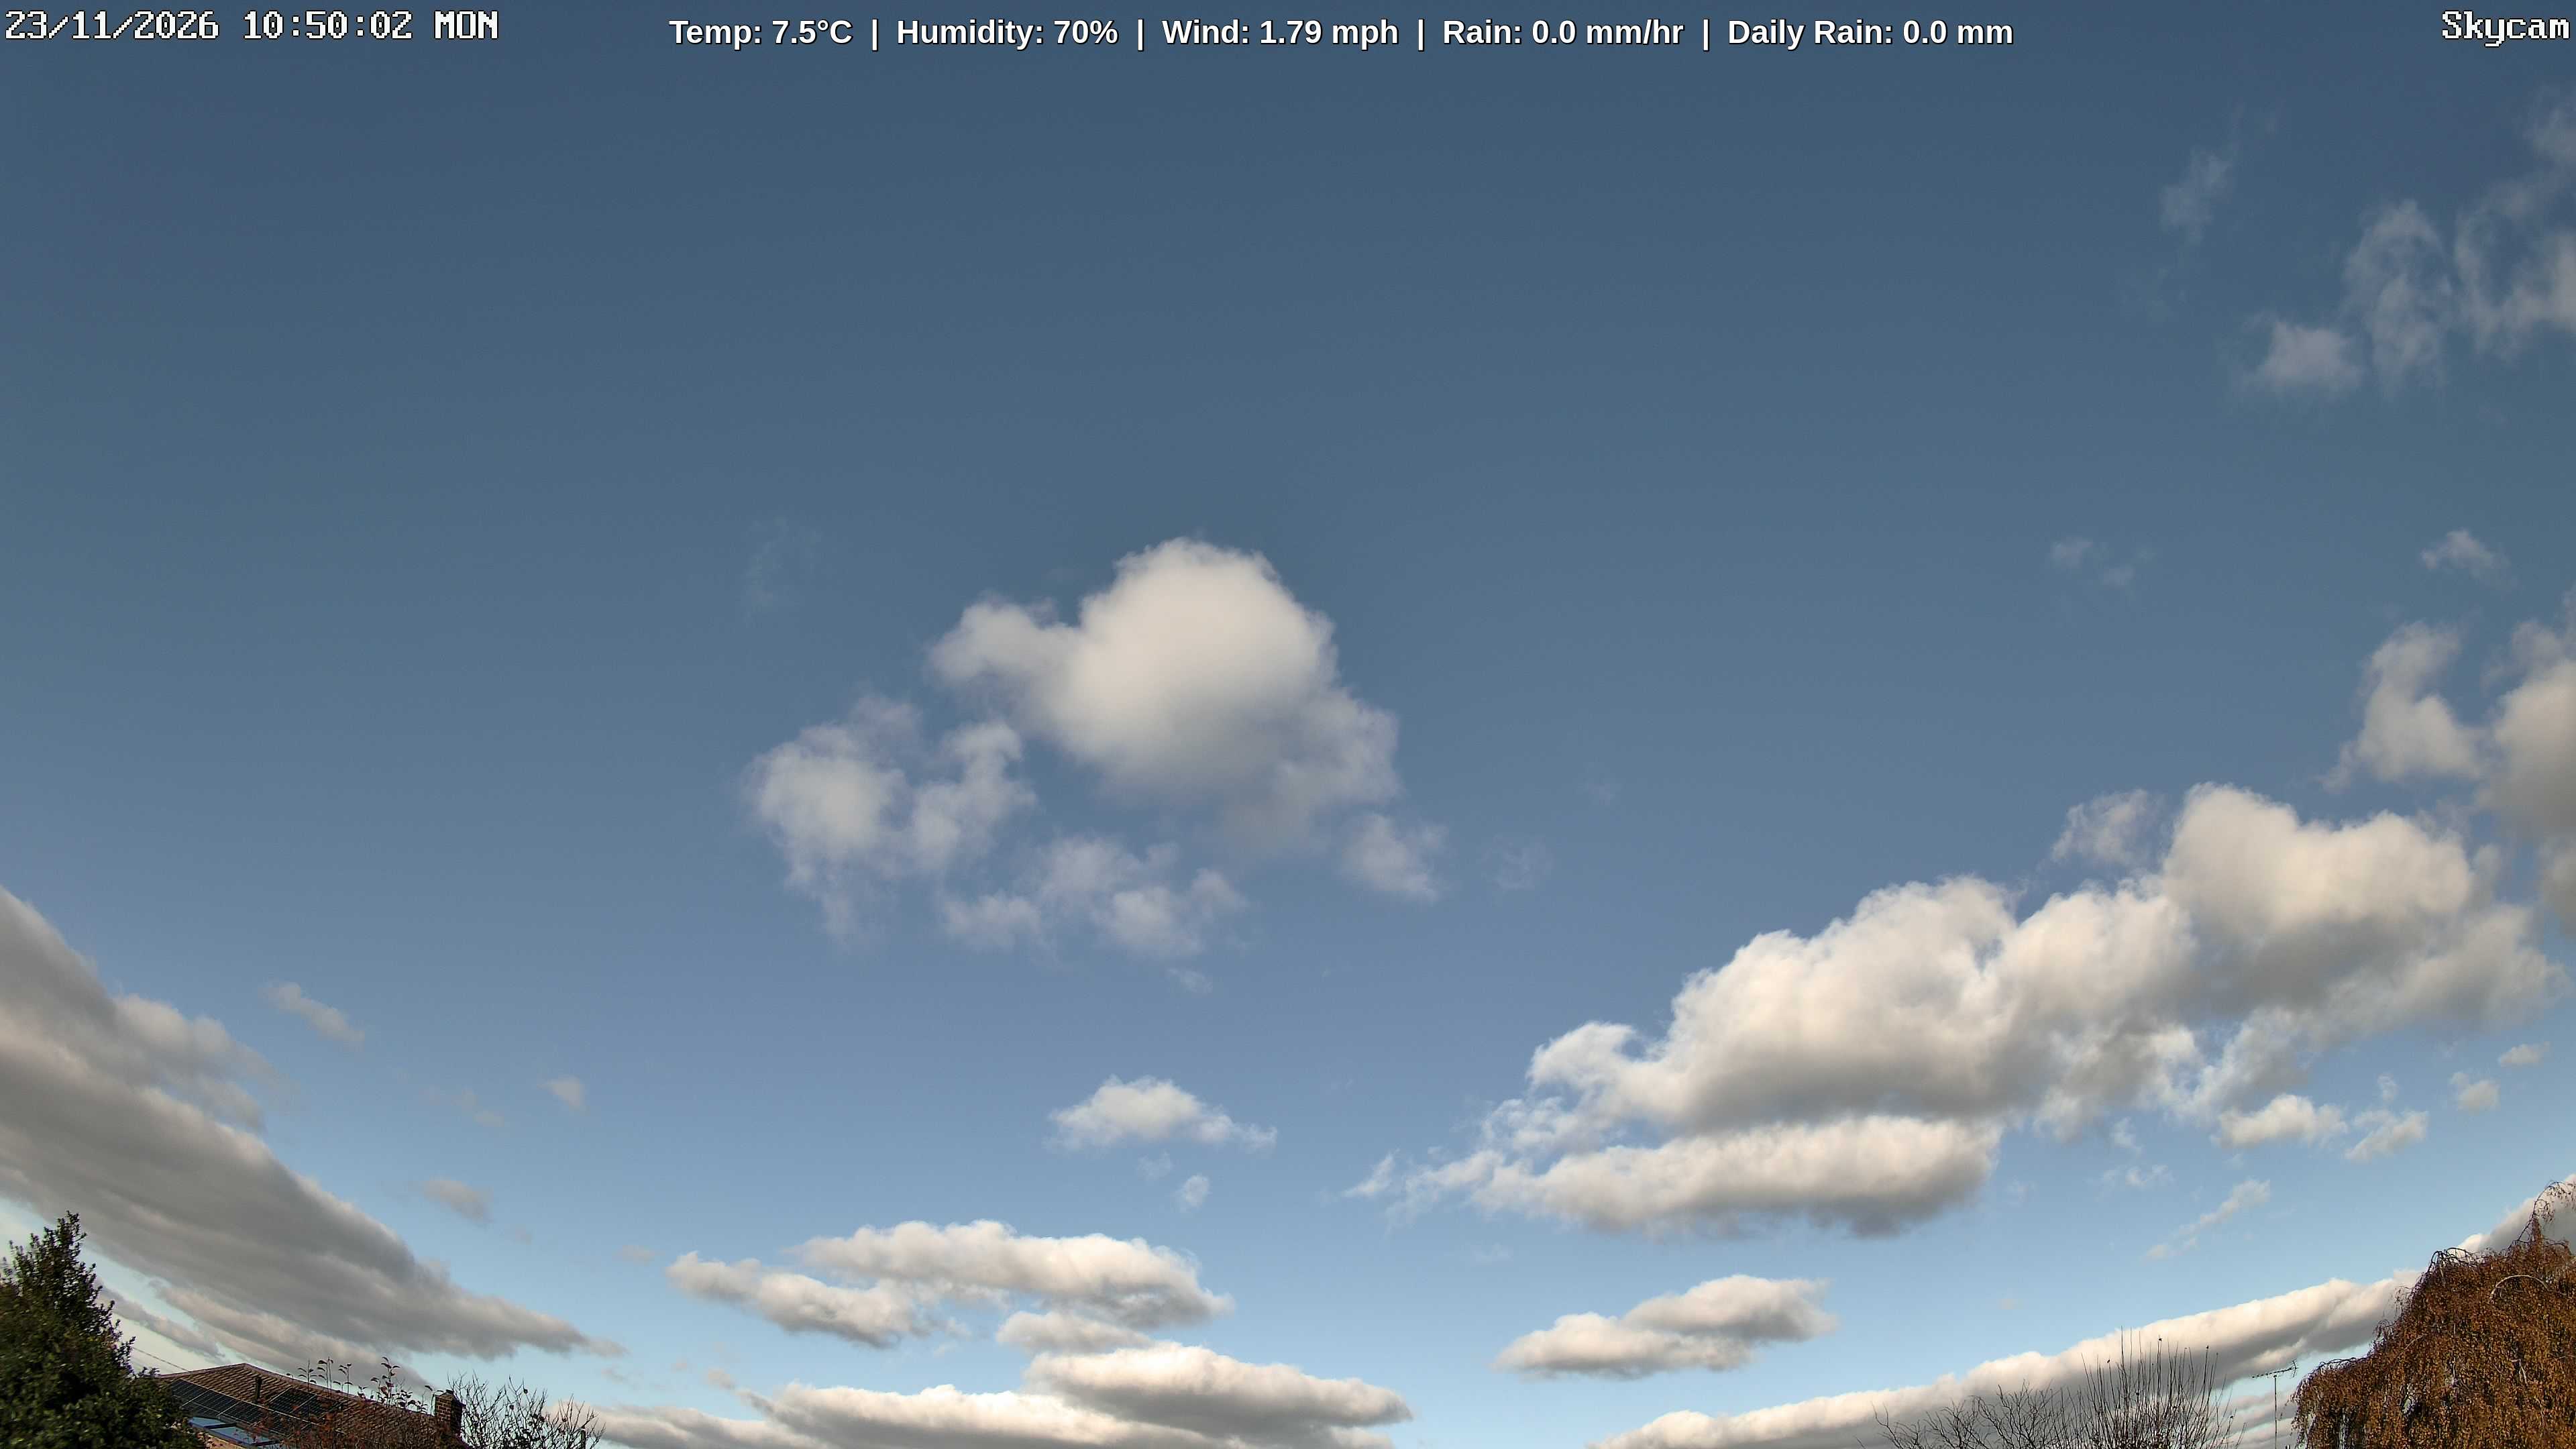 23/11/2026 10:50:02 MON
Temp: 7.5°C | Humidity: 70% | Wind: 1.79 mph | Rain: 0.0 mm/hr | Daily Rain: 0.0 mm
Skycam